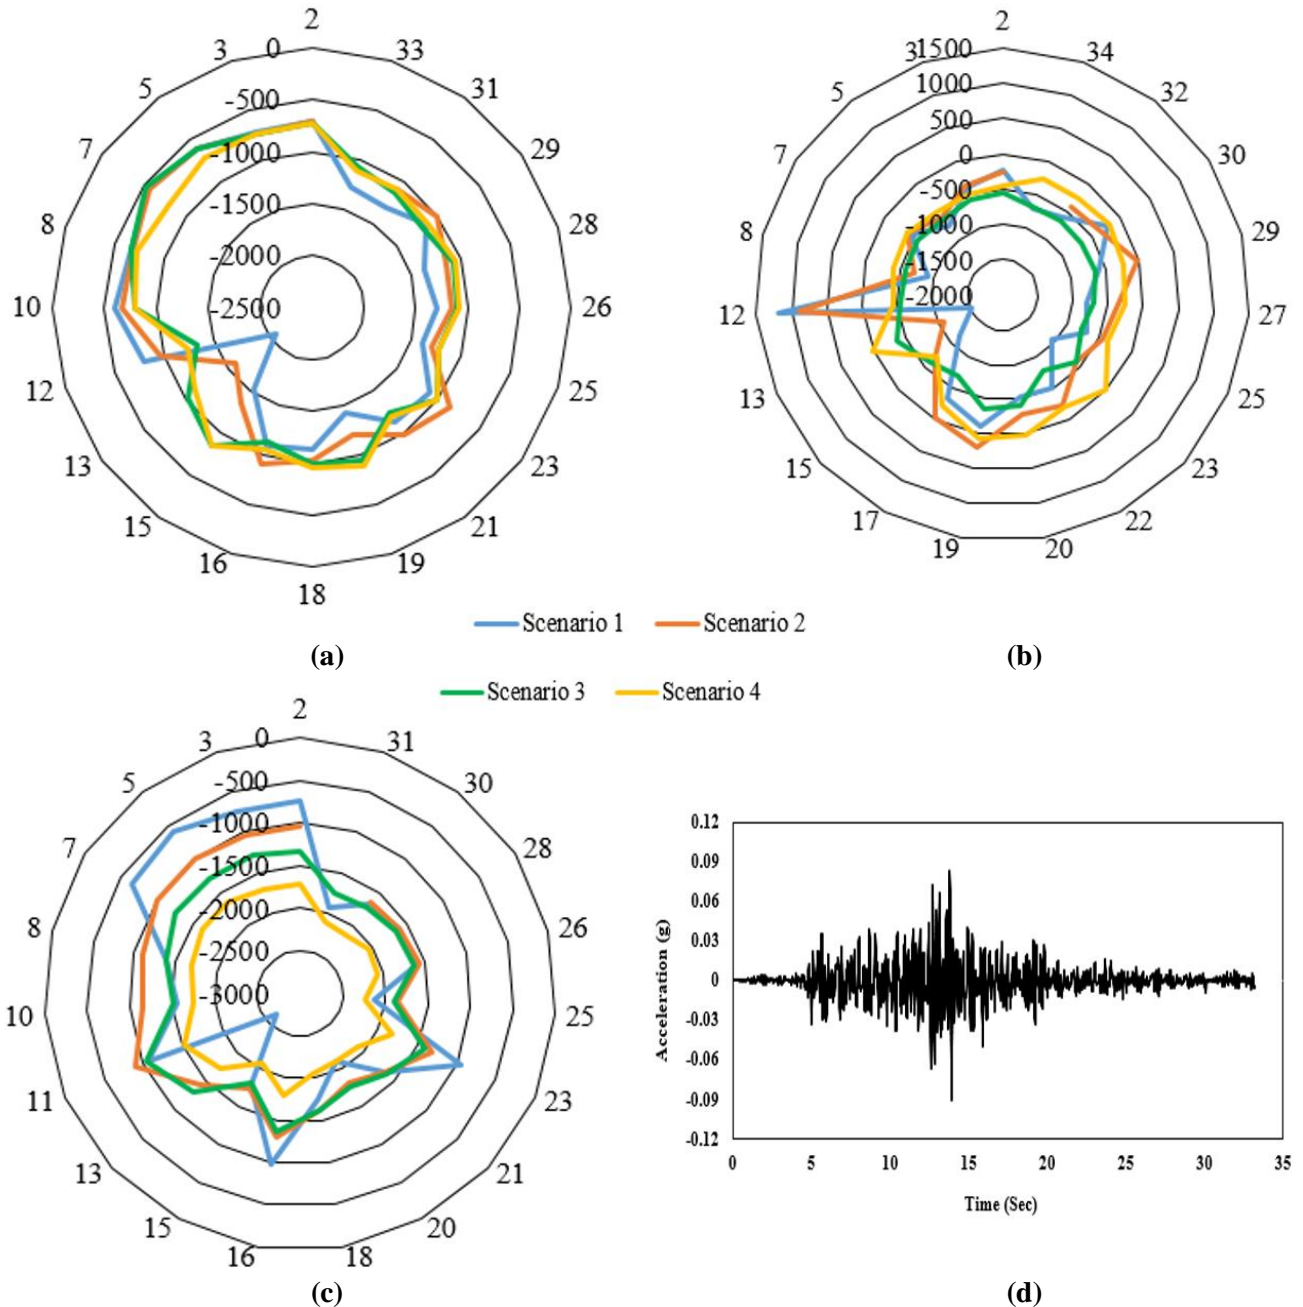 2
3 0 33
5 -500 31
7 -1000 29
8 -1500 28
-2000
10 -2500 26
12 25
13 23
15 21
16 19
18
2
3 1500 34
1000
5 500 32
7 0 30
-500
8 -1000 29
-1500
-2000
12 27
13 25
15 23
17 22
19 20
Scenario 1 Scenario 2
(a) (b)
Scenario 3 Scenario 4
2
3 0 31
5 -500 30
-1000
7 -1500 28
-2000
8 -2500 26
-3000
10 25
11 23
13 21
15 20
16 18
(c)
0.12
0.09
0.06
0.03
0
-0.03
-0.06
-0.09
-0.12
Acceleration (g)
0 5 10 15 20 25 30 35
Time (Sec)
(d)